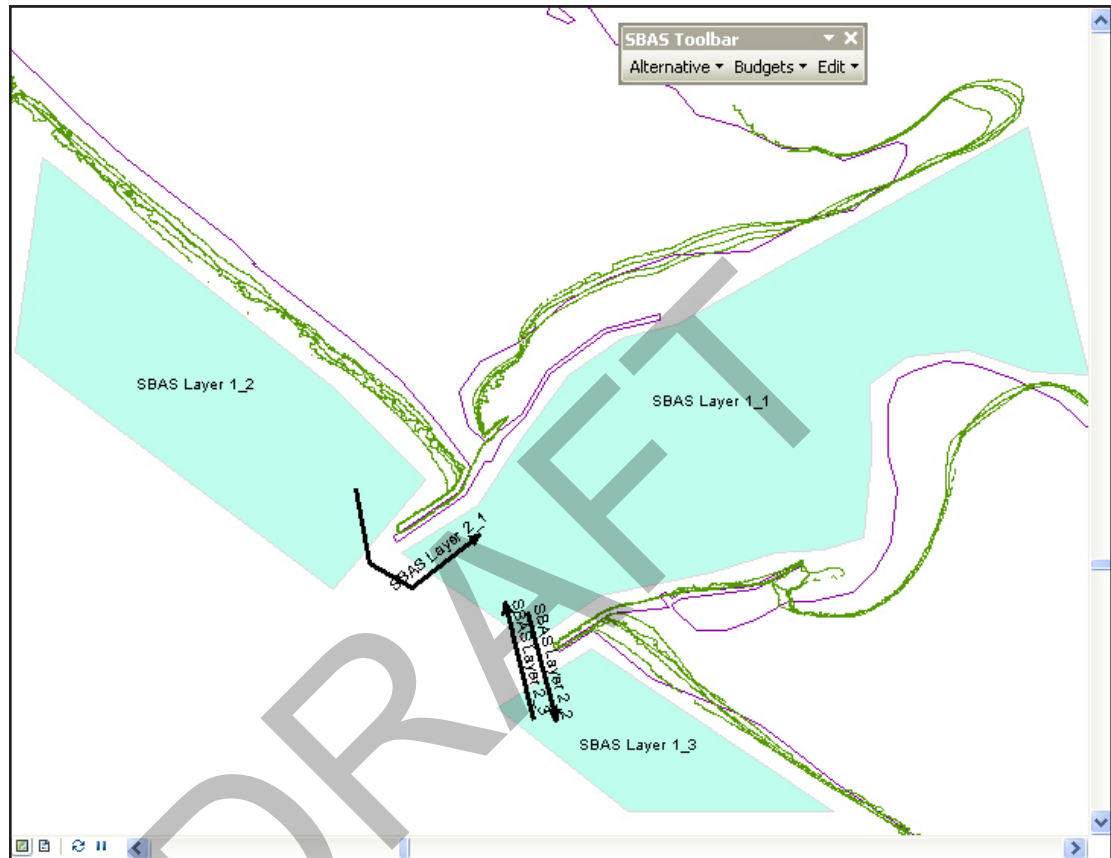 SBAS Toolbar
Alternative Budgets Edit
SBAS Layer 1_2
SBAS Layer 1_1
SBAS Layer 2_1
SBAS Layer 2_2
SBAS Layer 2_3
SBAS Layer 1_3
DRAFT